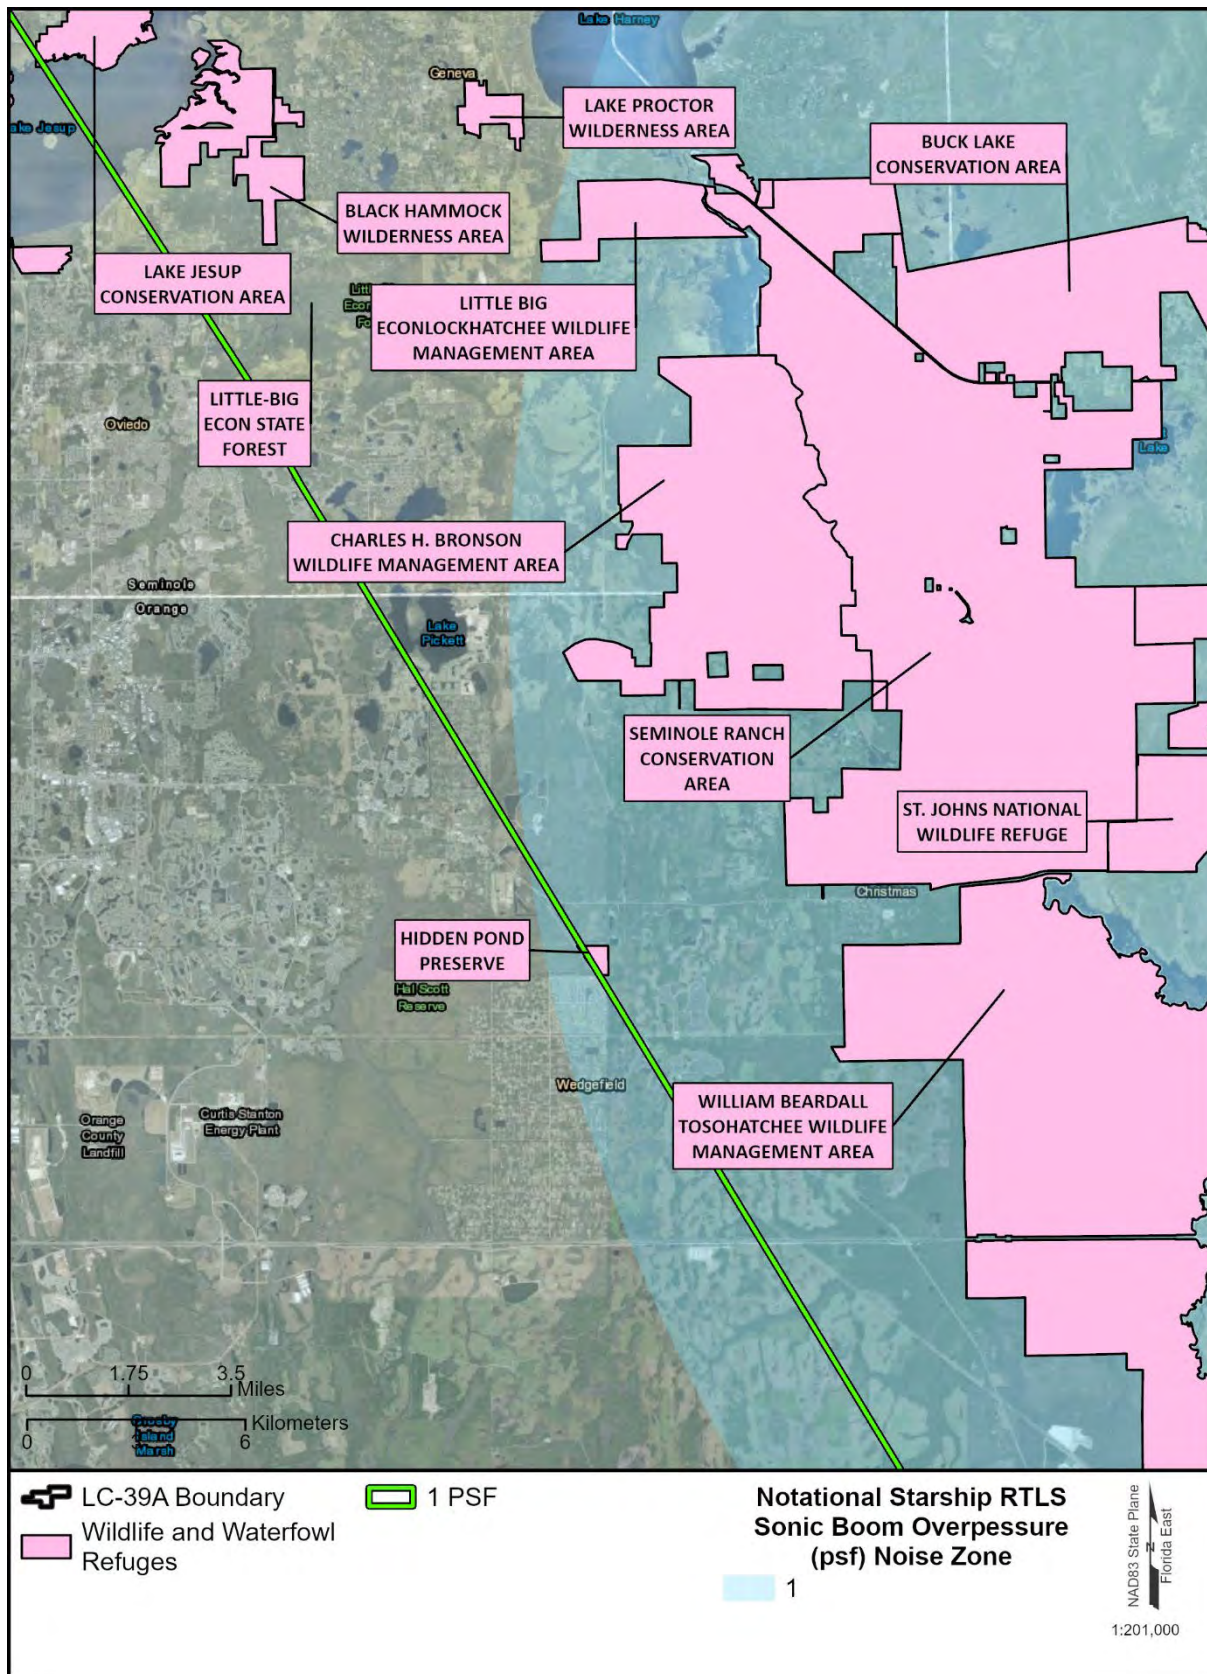 Lake Harney
Geneva
LAKE PROCTOR
WILDERNESS AREA
BUCK LAKE
CONSERVATION AREA
ake Jesup
BLACK HAMMOCK
WILDERNESS AREA
LAKE JESUP
CONSERVATION AREA
LITTLE BIG
ECONLOCKHATCHEE WILDLIFE
MANAGEMENT AREA
LITTLE-BIG
ECON STATE
FOREST
Oviedo
Lake
CHARLES H. BRONSON
WILDLIFE MANAGEMENT AREA
Seminole
Orange
Lake
Pickett
SEMINOLE RANCH
CONSERVATION
AREA
ST. JOHNS NATIONAL
WILDLIFE REFUGE
Christmas
HIDDEN POND
PRESERVE
Hal Scott
Reserve
Wedgefield
WILLIAM BEARDALL
TOSOHATCHEE WILDLIFE
MANAGEMENT AREA
Orange
County
Landfill
Curtis Stanton
Energy Plant
0 1.75 3.5
Miles
Kilometers
0 6
Crosby
Island
Marsh
LC-39A Boundary
1 PSF
Wildlife and Waterfowl
Refuges
Notational Starship RTLS
Sonic Boom Overpressure
(psf) Noise Zone
1
NAD83 State Plane
Florida East
N
1:201,000